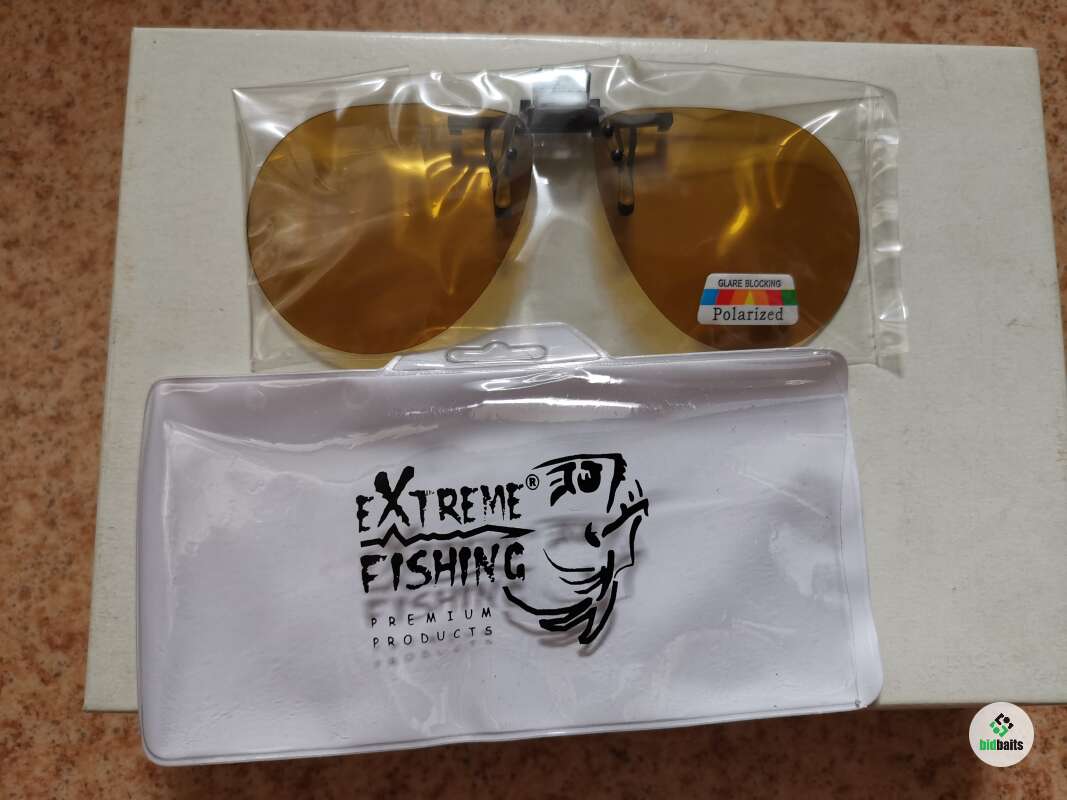 GLARE BLOCKING
Polarized
eXTREME®
FISHING
PREMIUM
PRODUCTS
bidbaits